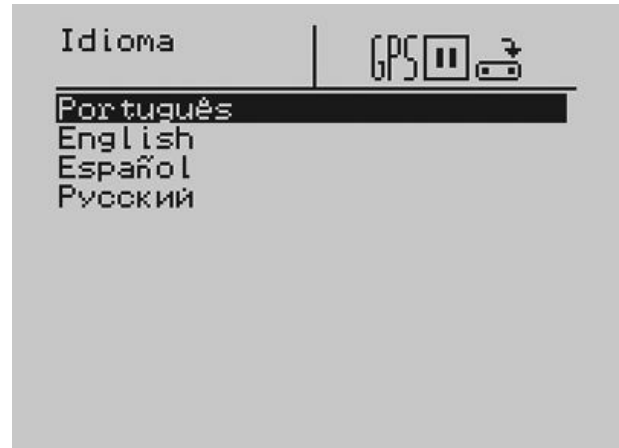 Idioma
GPS
Português
English
Español
Русский